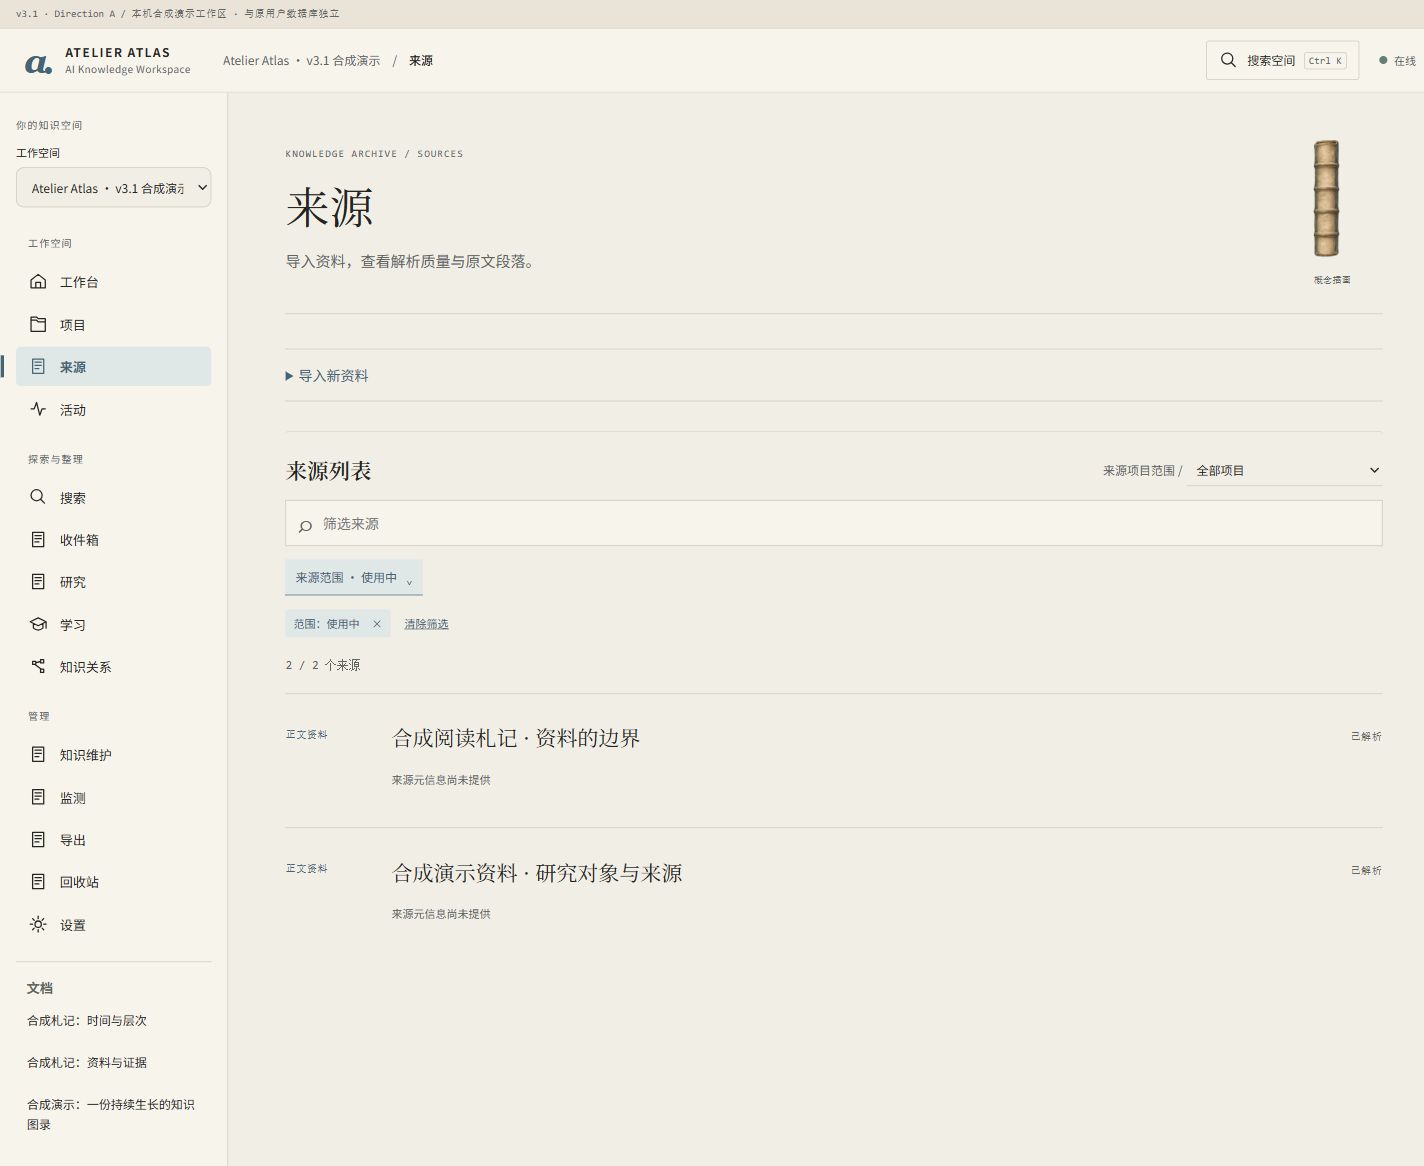 v3.1 · Direction A / 本机合成演示工作区 · 与原用户数据库独立
a.
ATELIER ATLAS
AI Knowledge Workspace
Atelier Atlas · v3.1 合成演示 / 来源
搜索空间 Ctrl K
在线
你的知识空间
工作空间
Atelier Atlas · v3.1 合成演示
工作空间
工作台
项目
来源
活动
探索与整理
搜索
收件箱
研究
学习
知识关系
管理
知识维护
监测
导出
回收站
设置
文档
合成札记：时间与层次
合成札记：资料与证据
合成演示：一份持续生长的知识
图录
KNOWLEDGE ARCHIVE / SOURCES
来源
导入资料，查看解析质量与原文段落。
概念插画
导入新资料
来源列表
来源项目范围 / 全部项目
筛选来源
来源范围 · 使用中
范围：使用中 × 清除筛选
2 / 2 个来源
正文资料 合成阅读札记 · 资料的边界 已解析
来源元信息尚未提供
正文资料 合成演示资料 · 研究对象与来源 已解析
来源元信息尚未提供